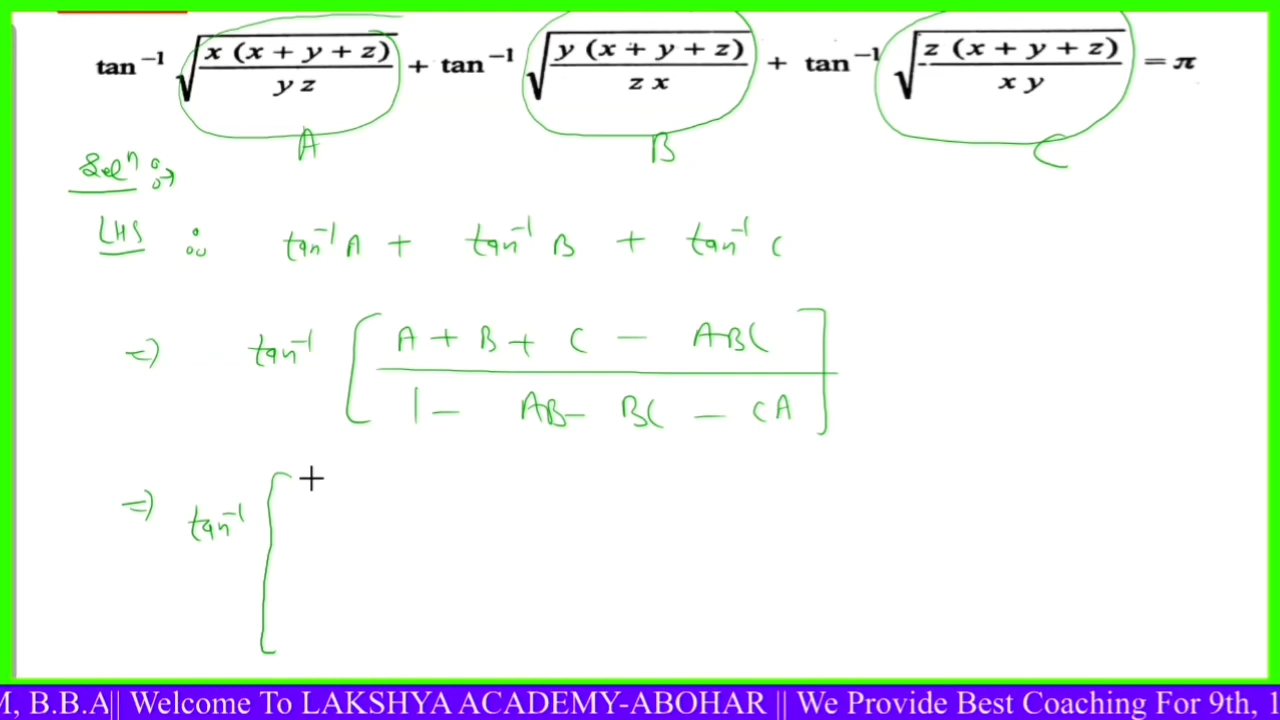 tan⁻¹ √(x (x + y + z) / y z) + tan⁻¹ √(y (x + y + z) / z x) + tan⁻¹ √(z (x + y + z) / x y) = π
A B C
Solⁿ :→
LHS : tan⁻¹ A + tan⁻¹ B + tan⁻¹ C
⇒ tan⁻¹ [ (A + B + C − ABC) / (1 − AB − BC − CA) ]
⇒ tan⁻¹ [
M, B.B.A|| Welcome To LAKSHYA ACADEMY-ABOHAR || We Provide Best Coaching For 9th, 1